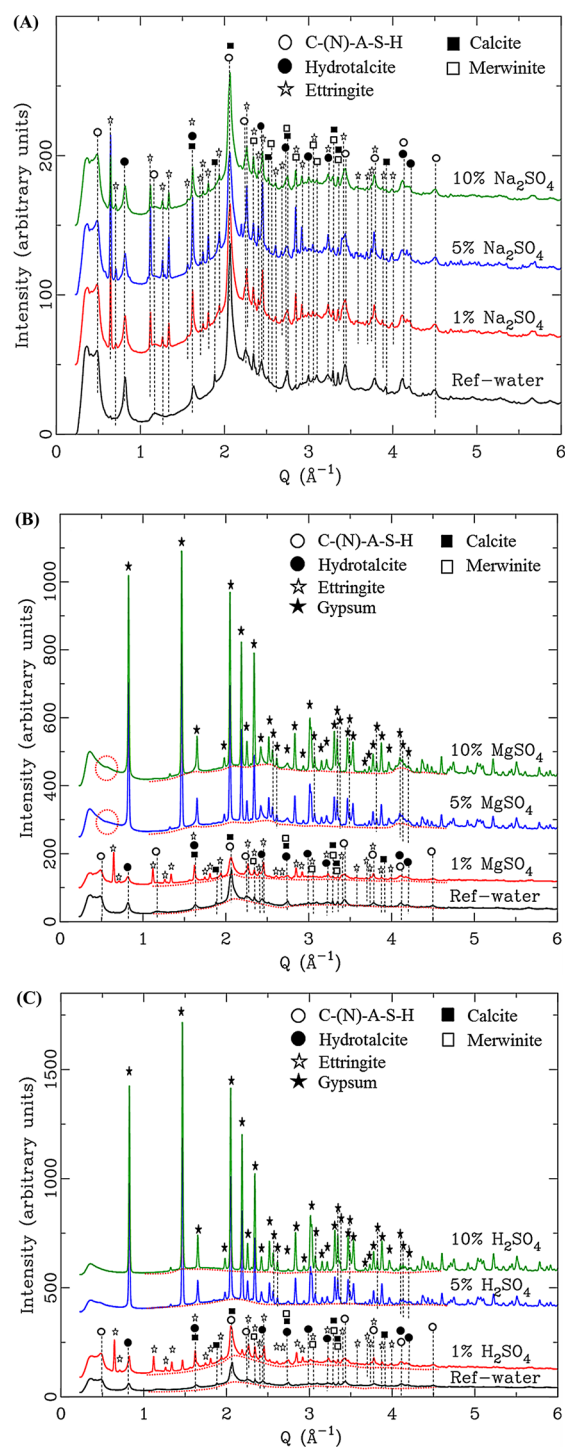 (A)
C-(N)-A-S-H
Calcite
Hydrotalcite
Merwinite
Ettringite
10% Na₂SO₄
5% Na₂SO₄
1% Na₂SO₄
Ref-water
0 100 200
Intensity (arbitrary units)
0 1 2 3 4 5 6
Q (Å⁻¹)
(B)
C-(N)-A-S-H
Calcite
Hydrotalcite
Merwinite
Ettringite
Gypsum
10% MgSO₄
5% MgSO₄
1% MgSO₄
Ref-water
0 200 400 600 800 1000
Intensity (arbitrary units)
0 1 2 3 4 5 6
Q (Å⁻¹)
(C)
C-(N)-A-S-H
Calcite
Hydrotalcite
Merwinite
Ettringite
Gypsum
10% H₂SO₄
5% H₂SO₄
1% H₂SO₄
Ref-water
0 500 1000 1500
Intensity (arbitrary units)
0 1 2 3 4 5 6
Q (Å⁻¹)